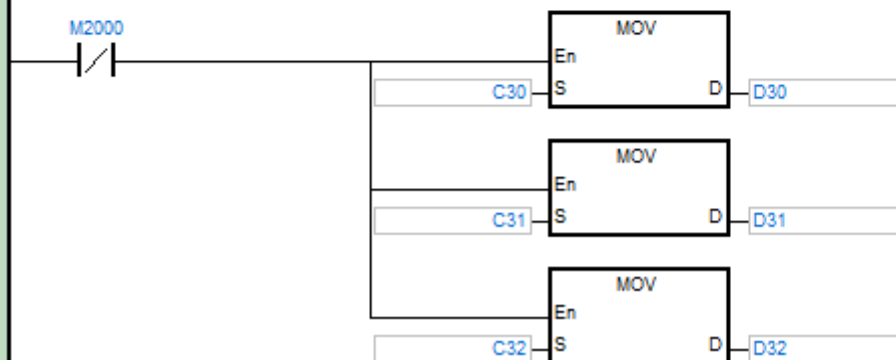 M2000
MOV
En
C30 S D D30
MOV
En
C31 S D D31
MOV
En
C32 S D D32